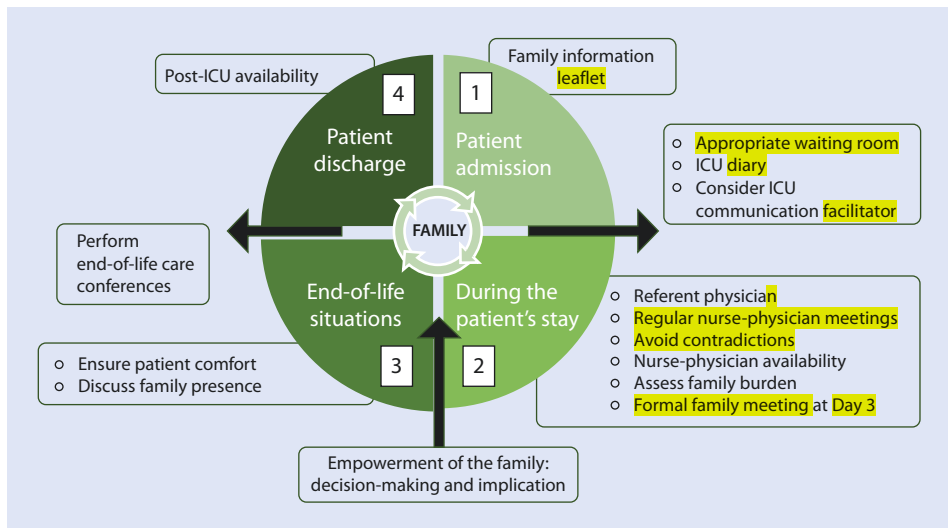 Post-ICU availability
Family information
leaflet
4
1
Patient
discharge
Patient
admission
○ Appropriate waiting room
○ ICU diary
○ Consider ICU
communication facilitator
FAMILY
Perform
end-of-life care
conferences
End-of-life
situations
During the
patient's stay
3
2
○ Referent physician
○ Regular nurse-physician meetings
○ Avoid contradictions
○ Nurse-physician availability
○ Assess family burden
○ Formal family meeting at Day 3
○ Ensure patient comfort
○ Discuss family presence
Empowerment of the family:
decision-making and implication